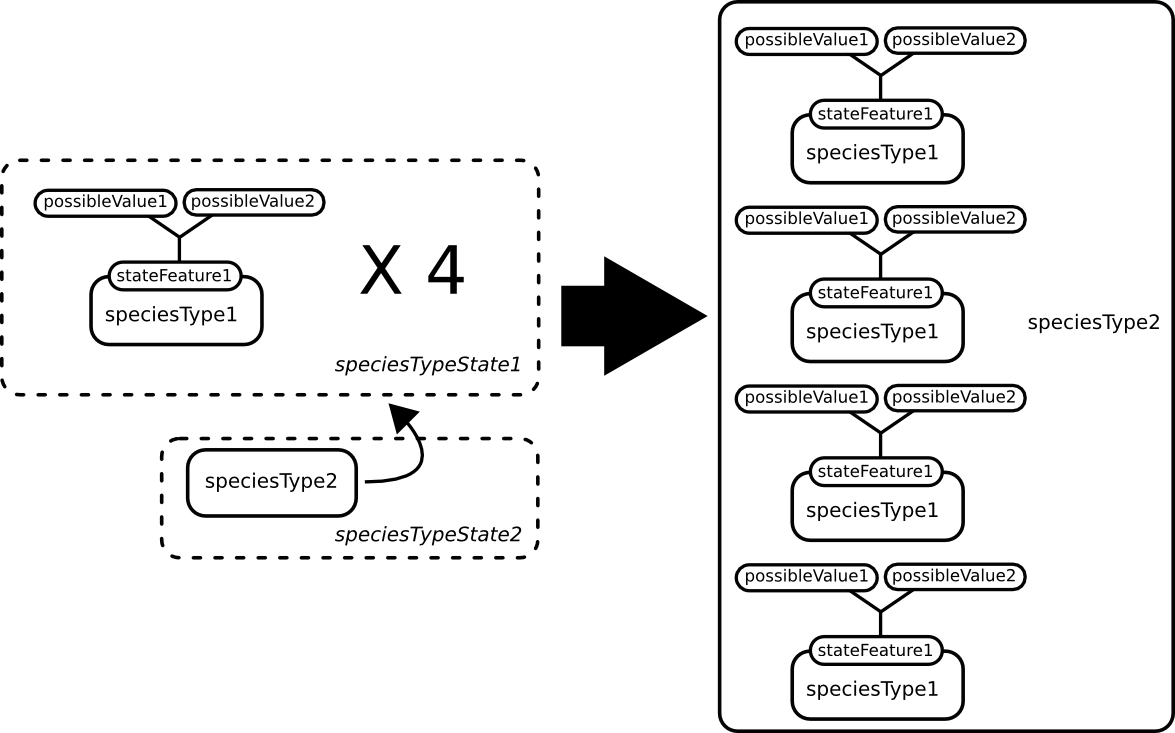 possibleValue1 possibleValue2
stateFeature1
speciesType1
X 4
speciesTypeState1
speciesType2
speciesTypeState2
possibleValue1 possibleValue2
stateFeature1
speciesType1
possibleValue1 possibleValue2
stateFeature1
speciesType1
speciesType2
possibleValue1 possibleValue2
stateFeature1
speciesType1
possibleValue1 possibleValue2
stateFeature1
speciesType1